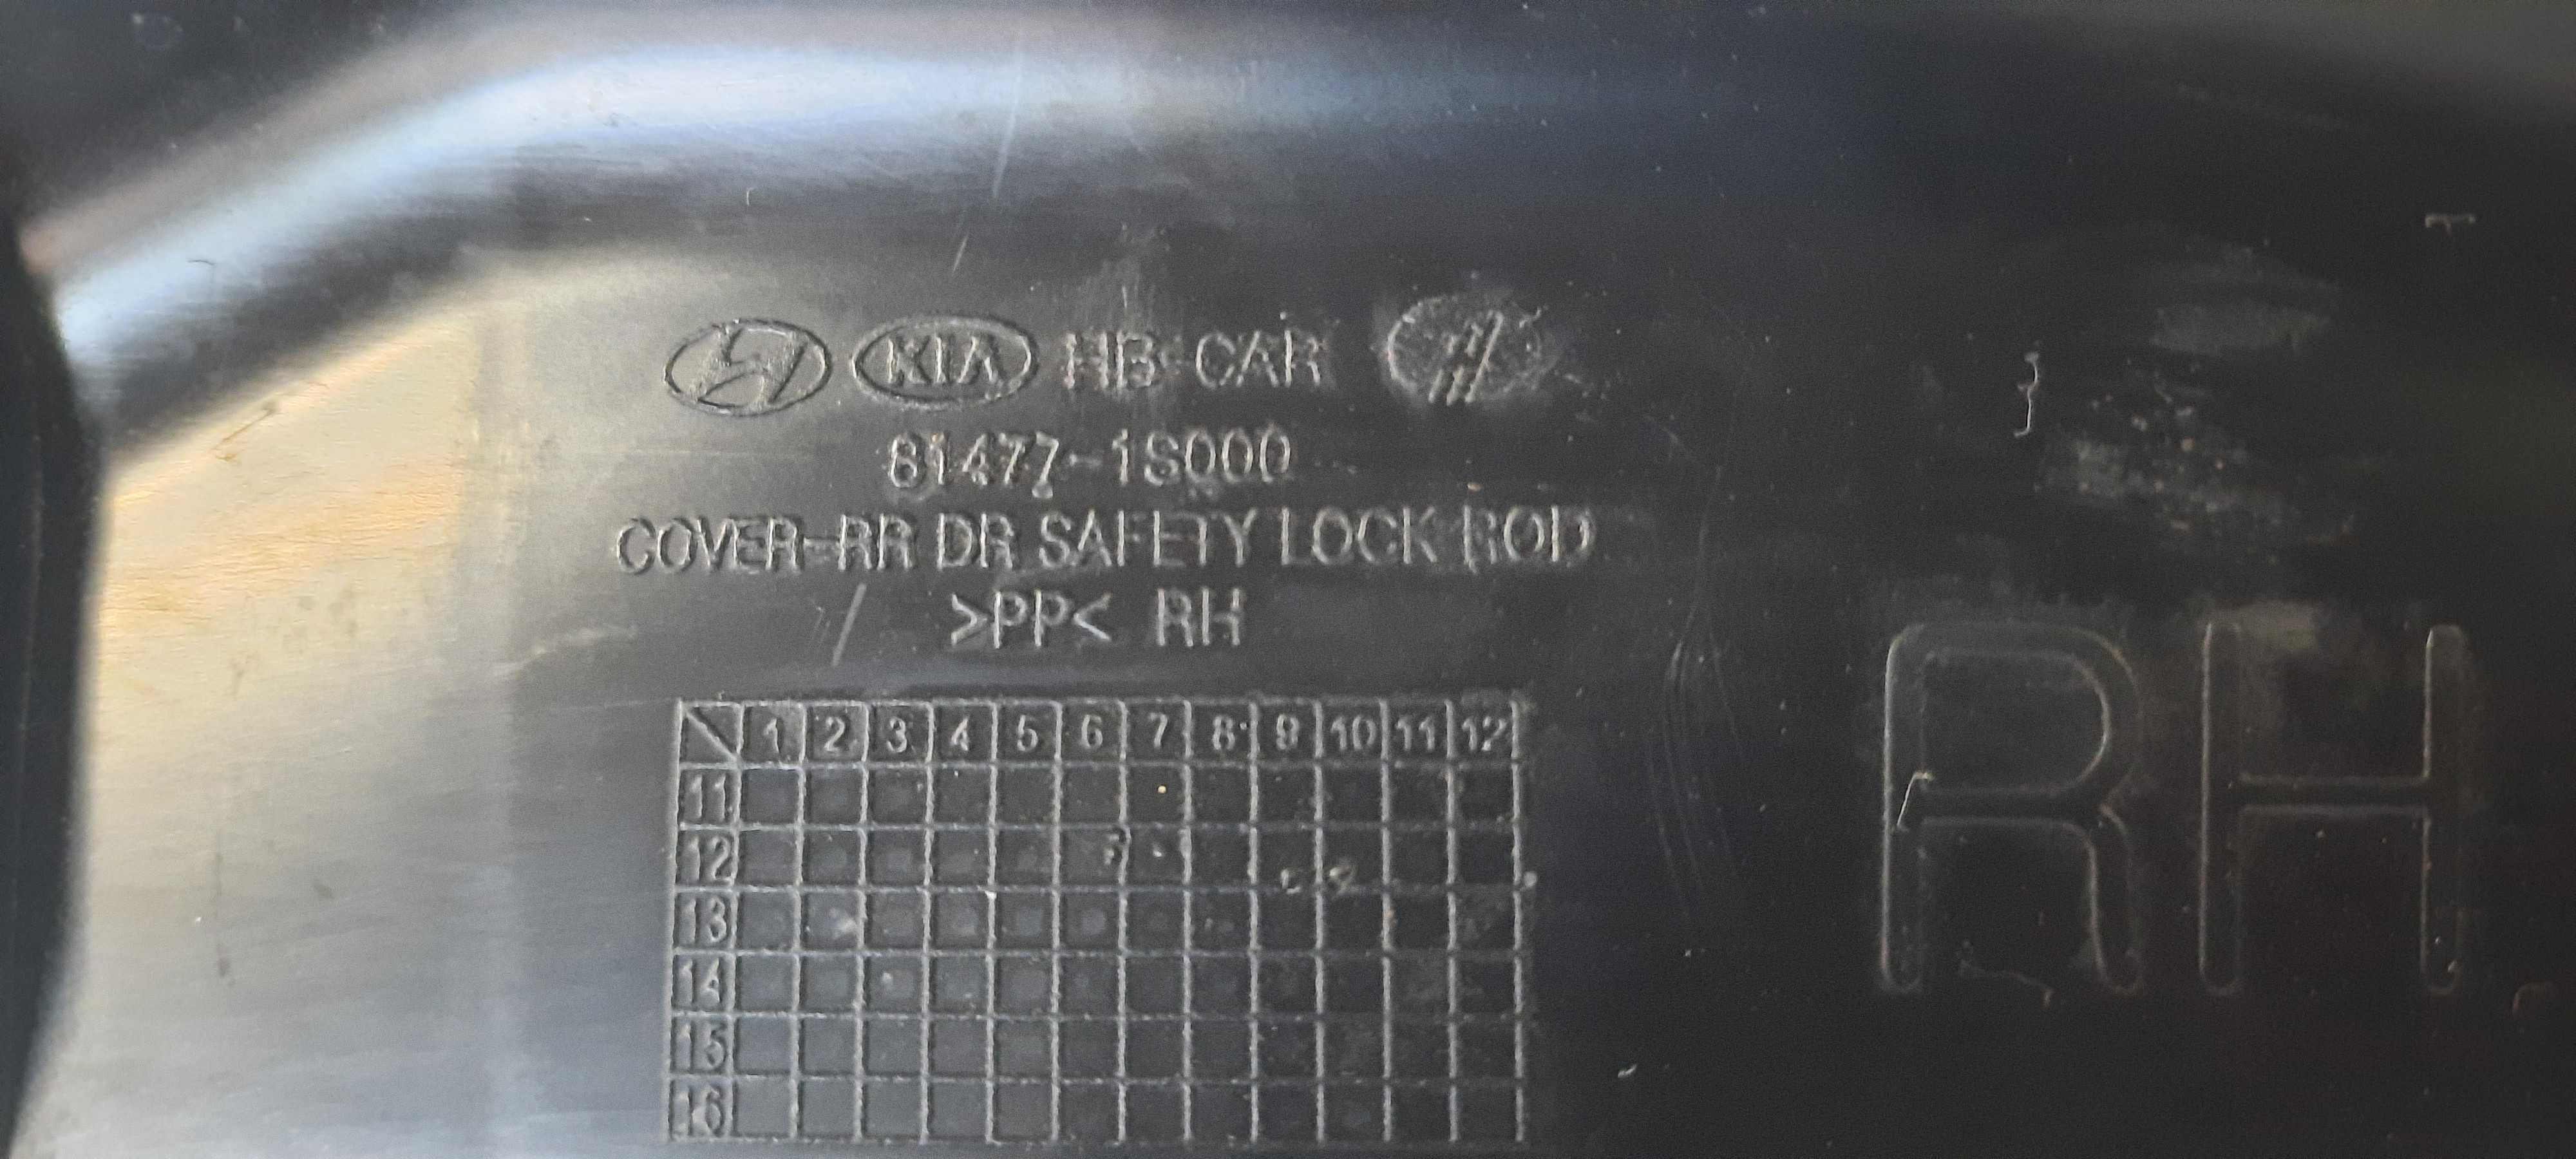 KIA HB CAR
81477-1S000
COVER-RR DR SAFETY LOCK ROD
>PP< RH
RH
1 2 3 4 5 6 7 8 9 10 11 12
11
12
13
14
15
16